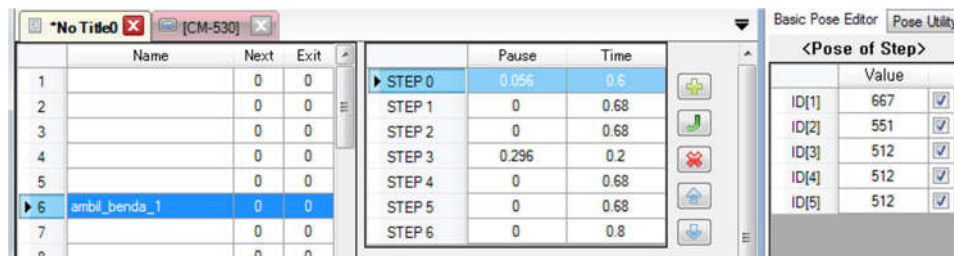 *No Title0 [CM-530]
Name Next Exit
1 0 0
2 0 0
3 0 0
4 0 0
5 0 0
6 ambil_benda_1 0 0
7 0 0
0 0
Pause Time
STEP 0 0.056 0.6
STEP 1 0 0.68
STEP 2 0 0.68
STEP 3 0.296 0.2
STEP 4 0 0.68
STEP 5 0 0.68
STEP 6 0 0.8
Basic Pose Editor Pose Utility
<Pose of Step>
Value
ID[1] 667
ID[2] 551
ID[3] 512
ID[4] 512
ID[5] 512